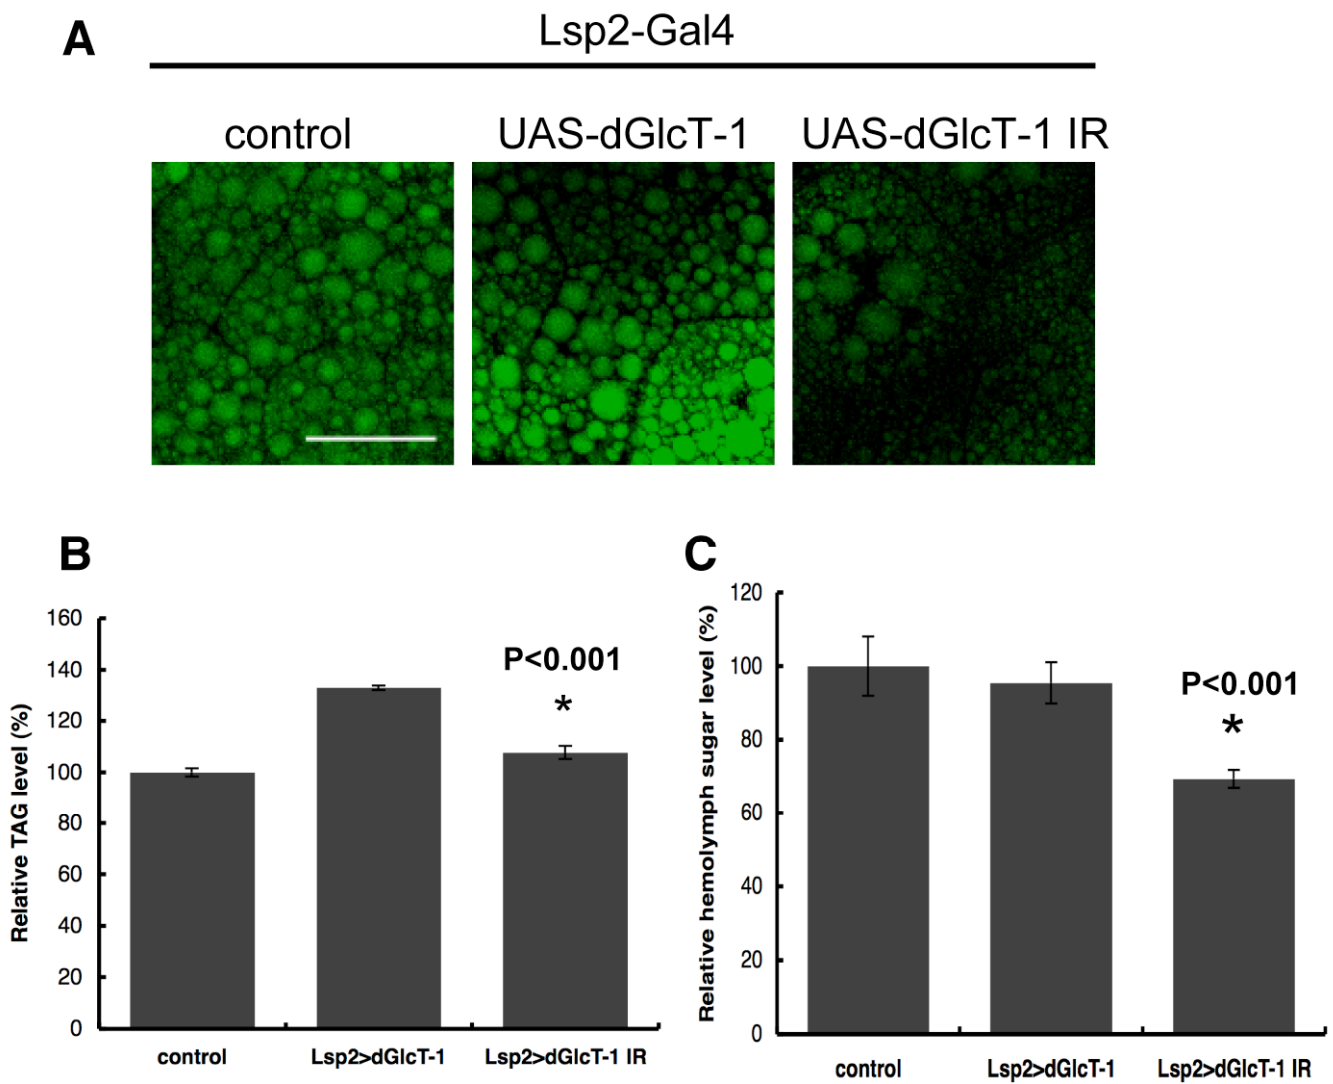 A
Lsp2-Gal4
control
UAS-dGlcT-1
UAS-dGlcT-1 IR
B
Relative TAG level (%)
160
140
120
100
80
60
40
20
0
P<0.001
*
control
Lsp2>dGlcT-1
Lsp2>dGlcT-1 IR
C
Relative hemolymph sugar level (%)
120
100
80
60
40
20
0
P<0.001
*
control
Lsp2>dGlcT-1
Lsp2>dGlcT-1 IR